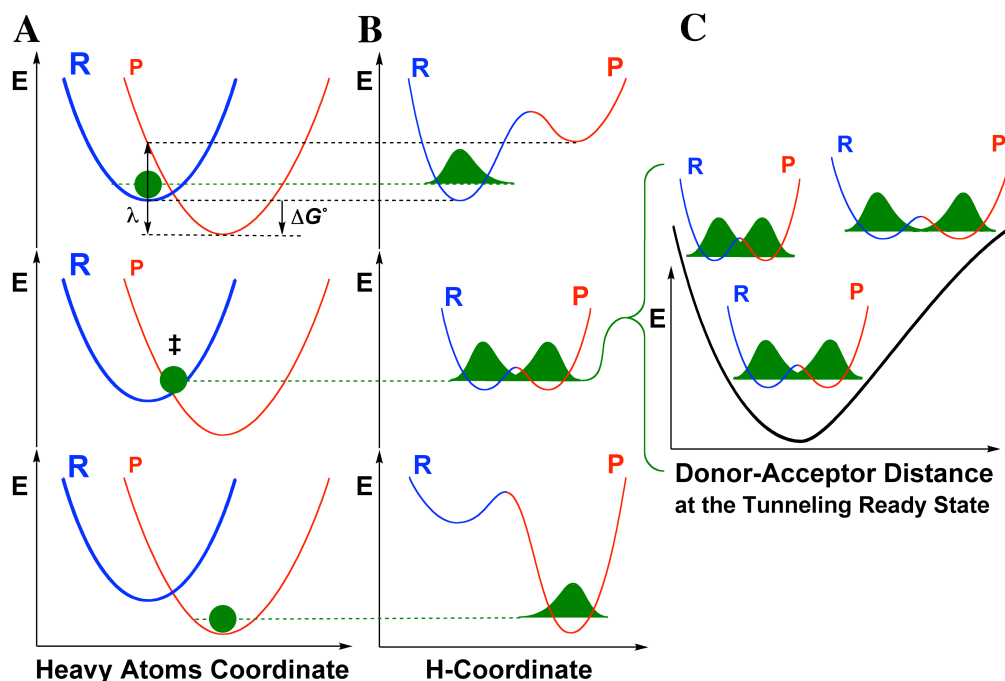 A
B
C
E
R
P
λ
ΔG°
E
R
P
E
R
P
‡
E
R
P
E
R
P
E
R
P
E
R
P
R
P
R
P
Heavy Atoms Coordinate
H-Coordinate
Donor-Acceptor Distance
at the Tunneling Ready State